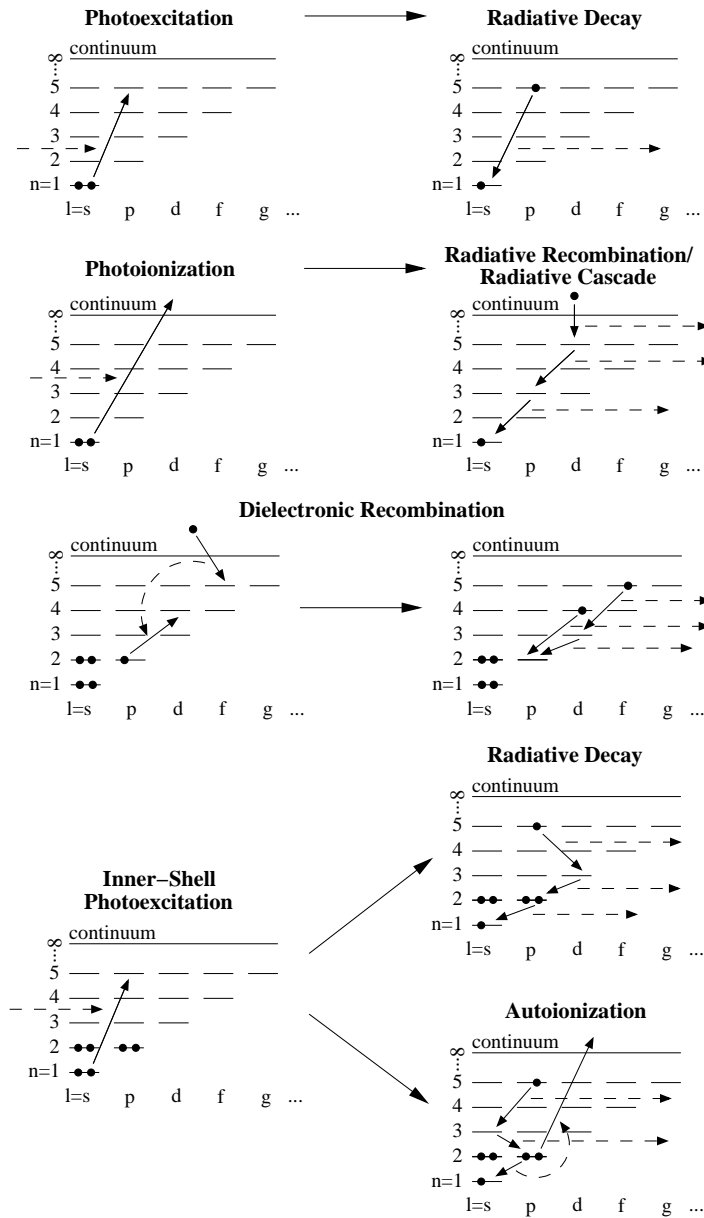 Photoexcitation
Radiative Decay
∞ continuum
5
4
3
2
n=1
l=s p d f g ...
∞ continuum
5
4
3
2
n=1
l=s p d f g ...
Photoionization
Radiative Recombination/
Radiative Cascade
∞ continuum
5
4
3
2
n=1
l=s p d f g ...
∞ continuum
5
4
3
2
n=1
l=s p d f g ...
Dielectronic Recombination
∞ continuum
5
4
3
2
n=1
l=s p d f g ...
∞ continuum
5
4
3
2
n=1
l=s p d f g ...
Radiative Decay
∞ continuum
5
4
3
2
n=1
l=s p d f g ...
Inner−Shell
Photoexcitation
∞ continuum
5
4
3
2
n=1
l=s p d f g ...
Autoionization
∞ continuum
5
4
3
2
n=1
l=s p d f g ...